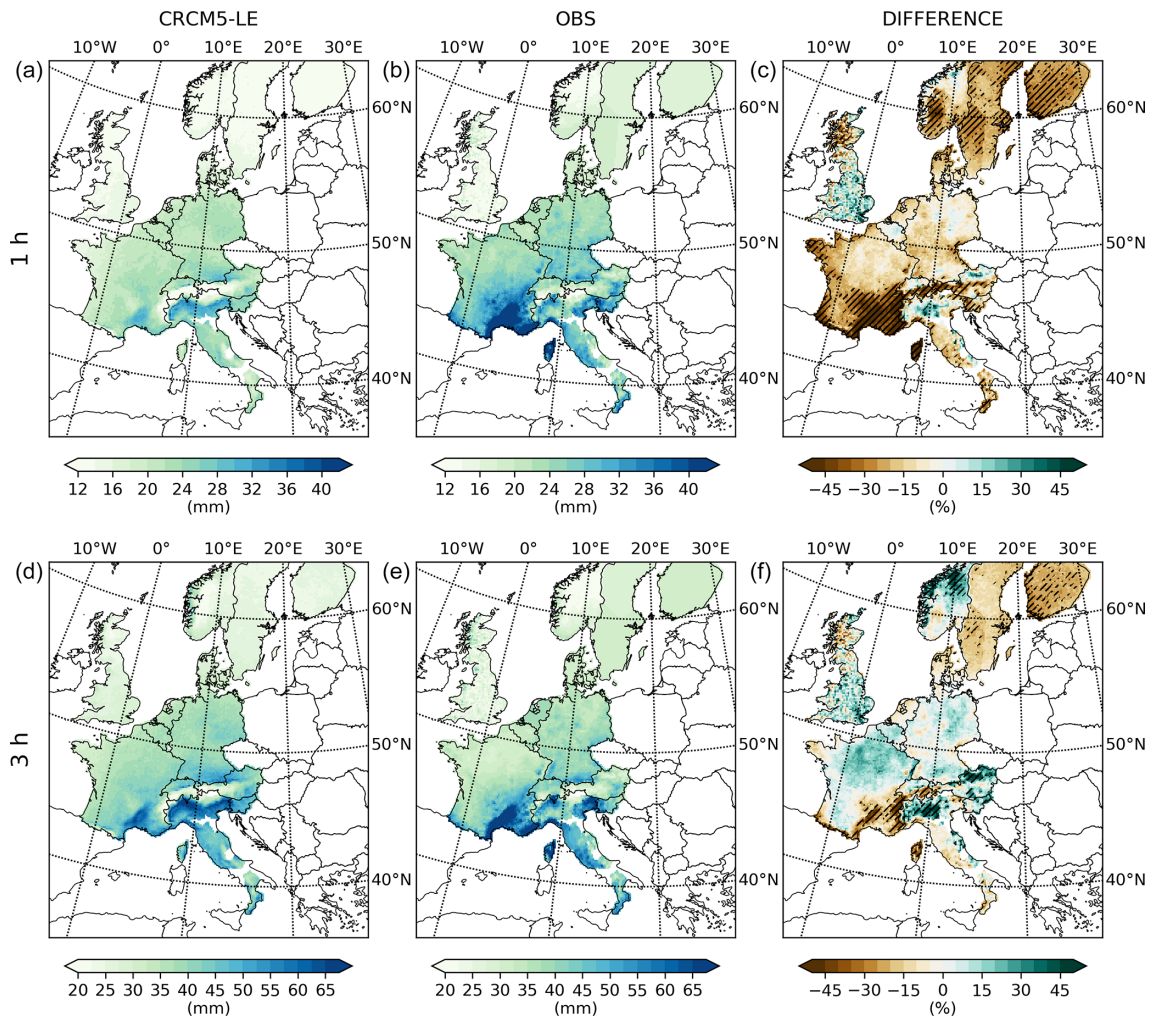 CRCM5-LE OBS DIFFERENCE
10°W 0° 10°E 20°E 30°E 10°W 0° 10°E 20°E 30°E 10°W 0° 10°E 20°E 30°E
(a) (b) (c)
60°N 60°N 60°N
50°N 50°N 50°N
1 h
40°N 40°N 40°N
12 16 20 24 28 32 36 40 12 16 20 24 28 32 36 40 −45 −30 −15 0 15 30 45
(mm) (mm) (%)
10°W 0° 10°E 20°E 30°E 10°W 0° 10°E 20°E 30°E 10°W 0° 10°E 20°E 30°E
(d) (e) (f)
60°N 60°N 60°N
50°N 50°N 50°N
3 h
40°N 40°N 40°N
20 25 30 35 40 45 50 55 60 65 20 25 30 35 40 45 50 55 60 65 −45 −30 −15 0 15 30 45
(mm) (mm) (%)